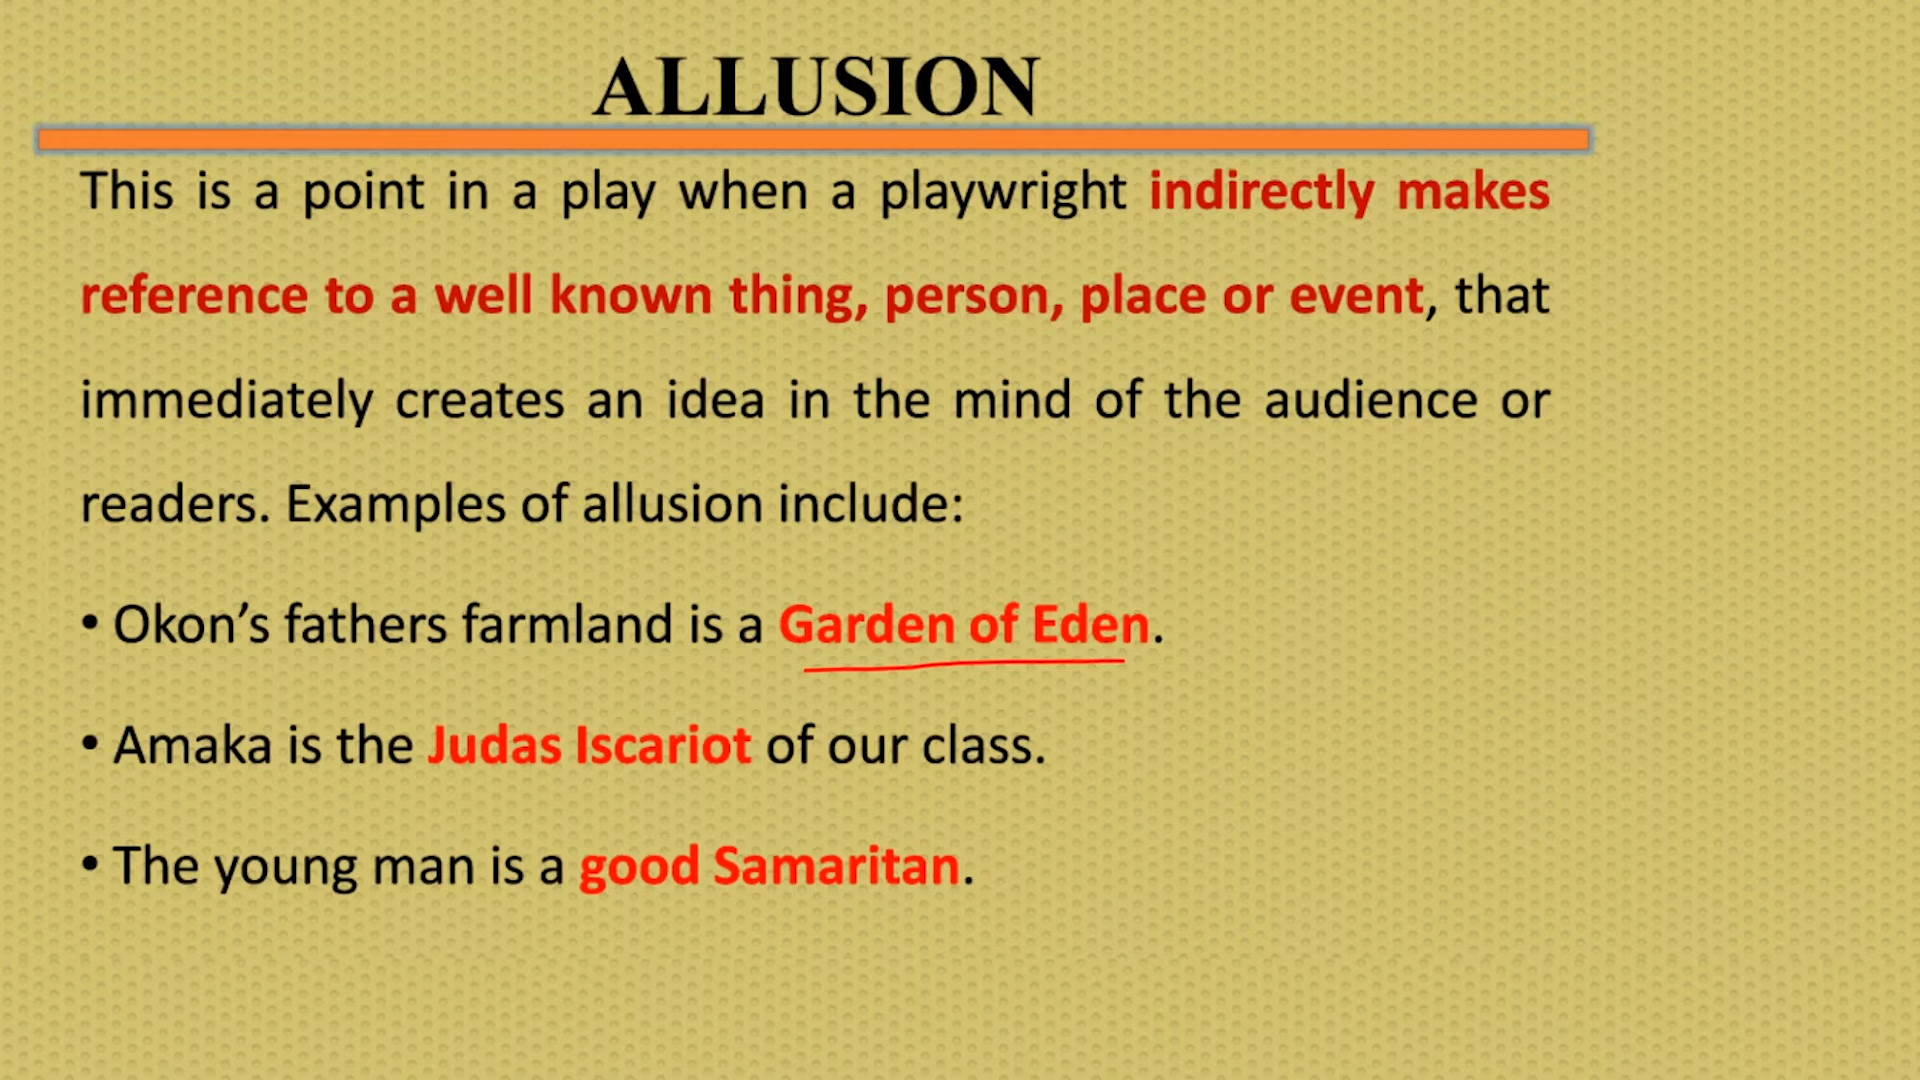 ALLUSION
This is a point in a play when a playwright indirectly makes
reference to a well known thing, person, place or event, that
immediately creates an idea in the mind of the audience or
readers. Examples of allusion include:
• Okon’s fathers farmland is a Garden of Eden.
• Amaka is the Judas Iscariot of our class.
• The young man is a good Samaritan.